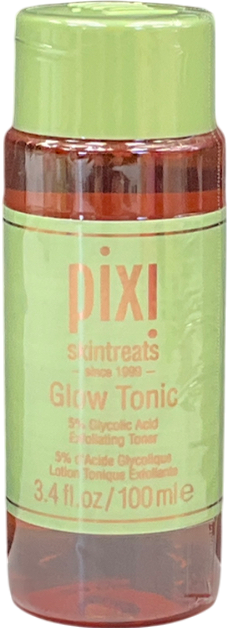 pixi
skintreats
– since 1999 –
Glow Tonic
5% Glycolic Acid
Exfoliating Toner
5% d'Acide Glycolique
Lotion Tonique Exfoliante
3.4 fl.oz/100 ml e